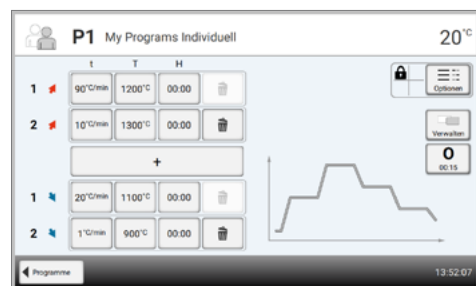 P1 My Programs Individuell 20°C
t T H
1 90°C/min 1200°C 00:00
2 10°C/min 1300°C 00:00
+
1 20°C/min 1100°C 00:00
2 1°C/min 900°C 00:00
Optionen
Verwalten
0
00:15
Programme 13:52:07